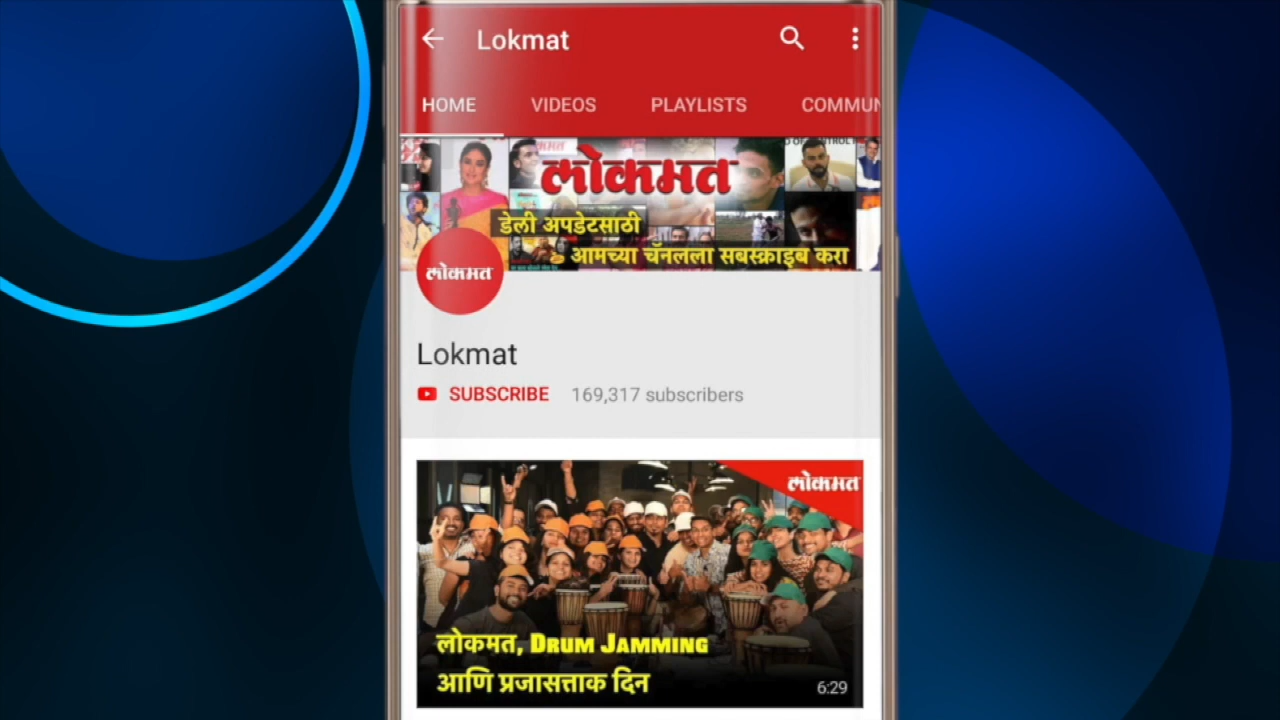 Lokmat
HOME VIDEOS PLAYLISTS COMMUN
लोकमत
डेली अपडेटसाठी
आमच्या चॅनलला सबस्क्राइब करा
लोकमत
Lokmat
SUBSCRIBE 169,317 subscribers
लोकमत
लोकमत, DRUM JAMMING
आणि प्रजासत्ताक दिन
6:29